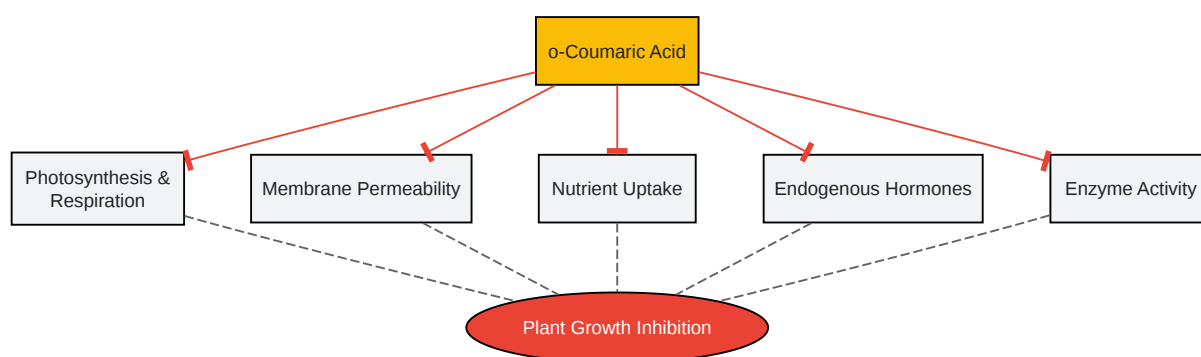 o-Coumaric Acid
Photosynthesis &
Respiration
Membrane Permeability
Nutrient Uptake
Endogenous Hormones
Enzyme Activity
Plant Growth Inhibition